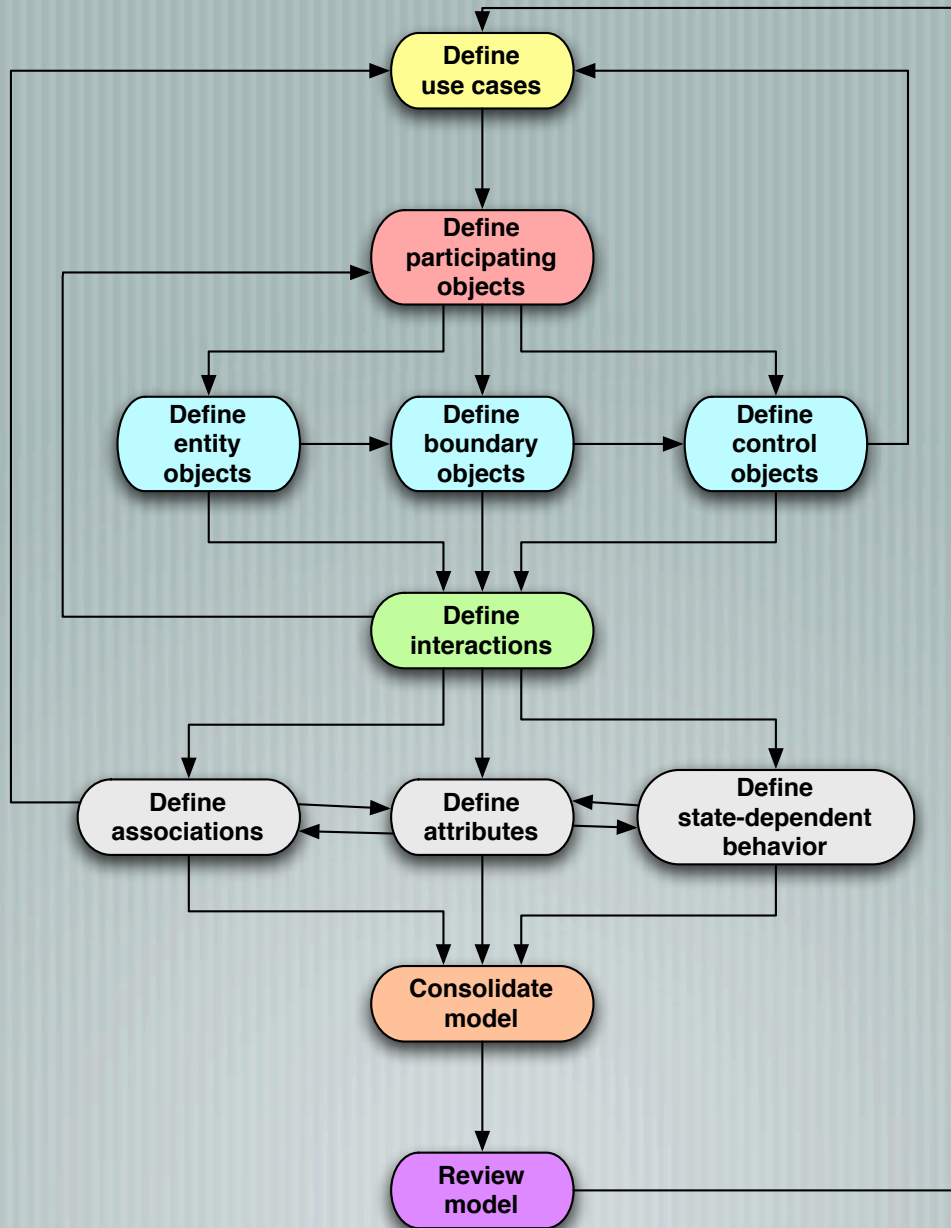 Define
use cases
Define
participating
objects
Define
entity
objects
Define
boundary
objects
Define
control
objects
Define
interactions
Define
associations
Define
attributes
Define
state-dependent
behavior
Consolidate
model
Review
model